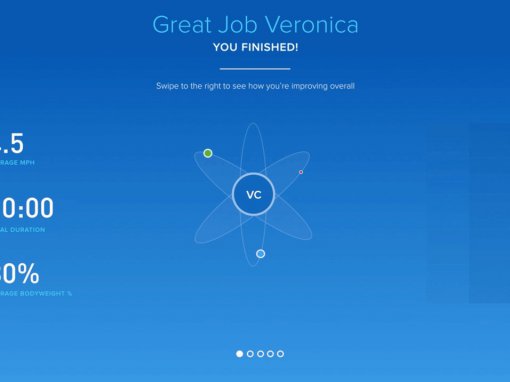 Great Job Veronica
YOU FINISHED!
Swipe to the right to see how you're improving overall
.5
RAGE MPH
0:00
AL DURATION
VC
0%
RAGE BODYWEIGHT %